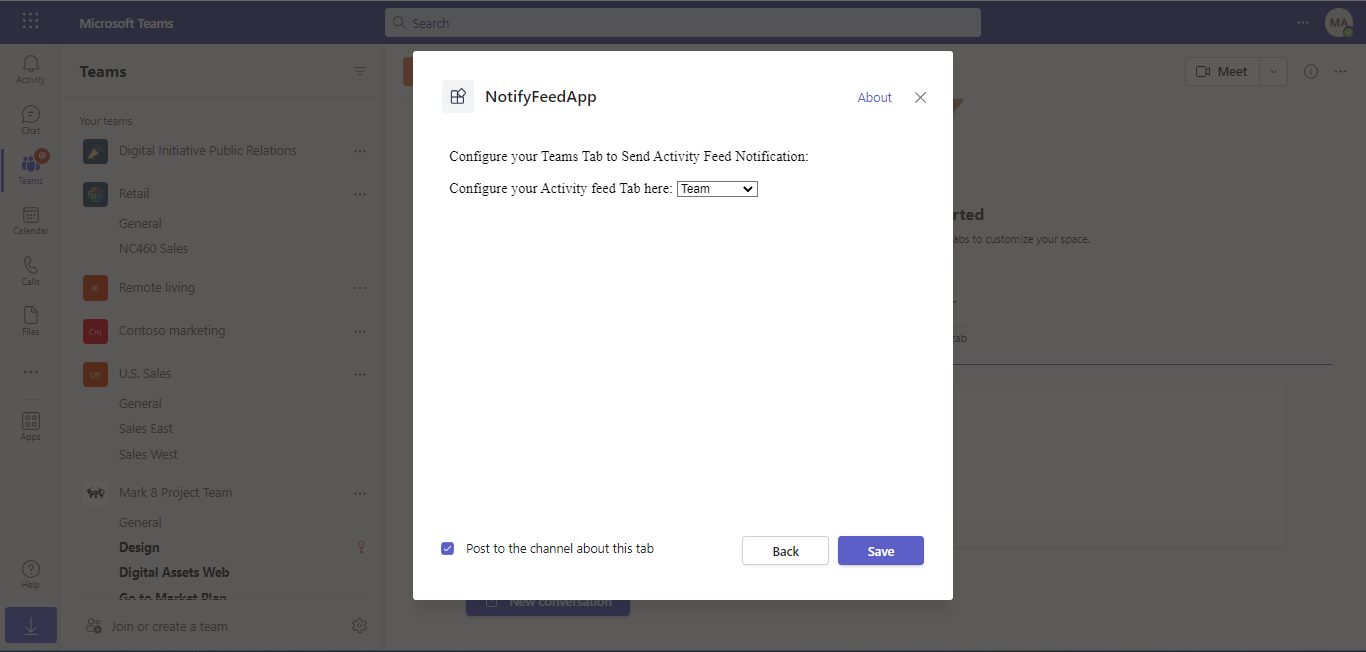 Microsoft Teams
Search
MA
Activity
Chat
Teams
Calendar
Calls
Files
Apps
Help
Teams
Your teams
Digital Initiative Public Relations
Retail
General
NC460 Sales
RI Remote living
Cm Contoso marketing
US U.S. Sales
General
Sales East
Sales West
Mark 8 Project Team
General
Design
Digital Assets Web
Go to Market Plan
Join or create a team
Meet
rted
abs to customize your space.
tab
New conversation
NotifyFeedApp
About
Configure your Teams Tab to Send Activity Feed Notification:
Configure your Activity feed Tab here: Team
Post to the channel about this tab
Back
Save